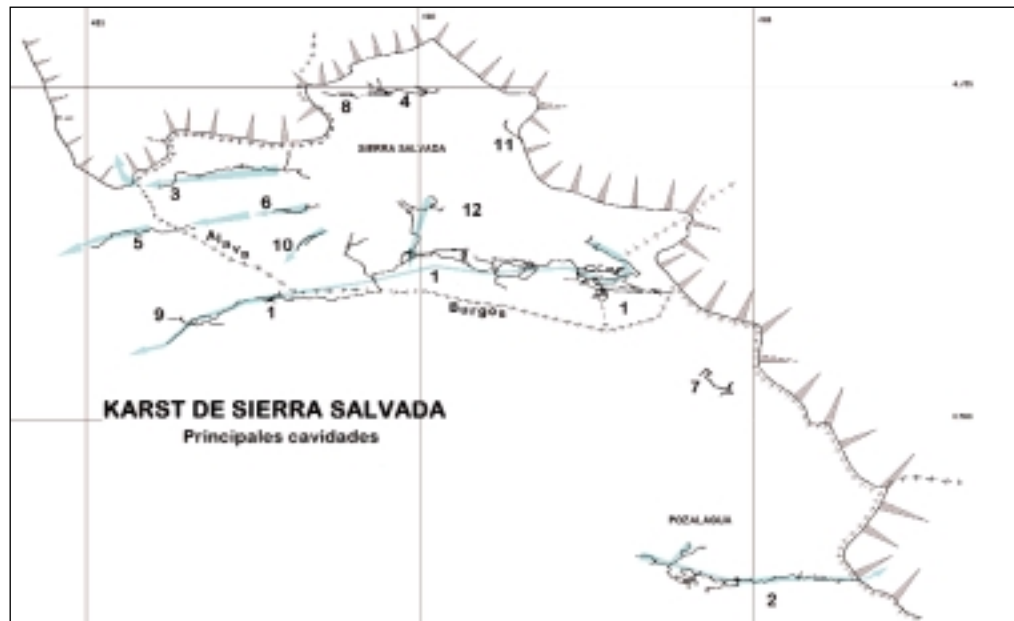 8
4
SIERRA SALVADA
11
3
6
12
5
Alava
10
1
1
1
Burgos
9
7
KARST DE SIERRA SALVADA
Principales cavidades
POZALAGUA
2